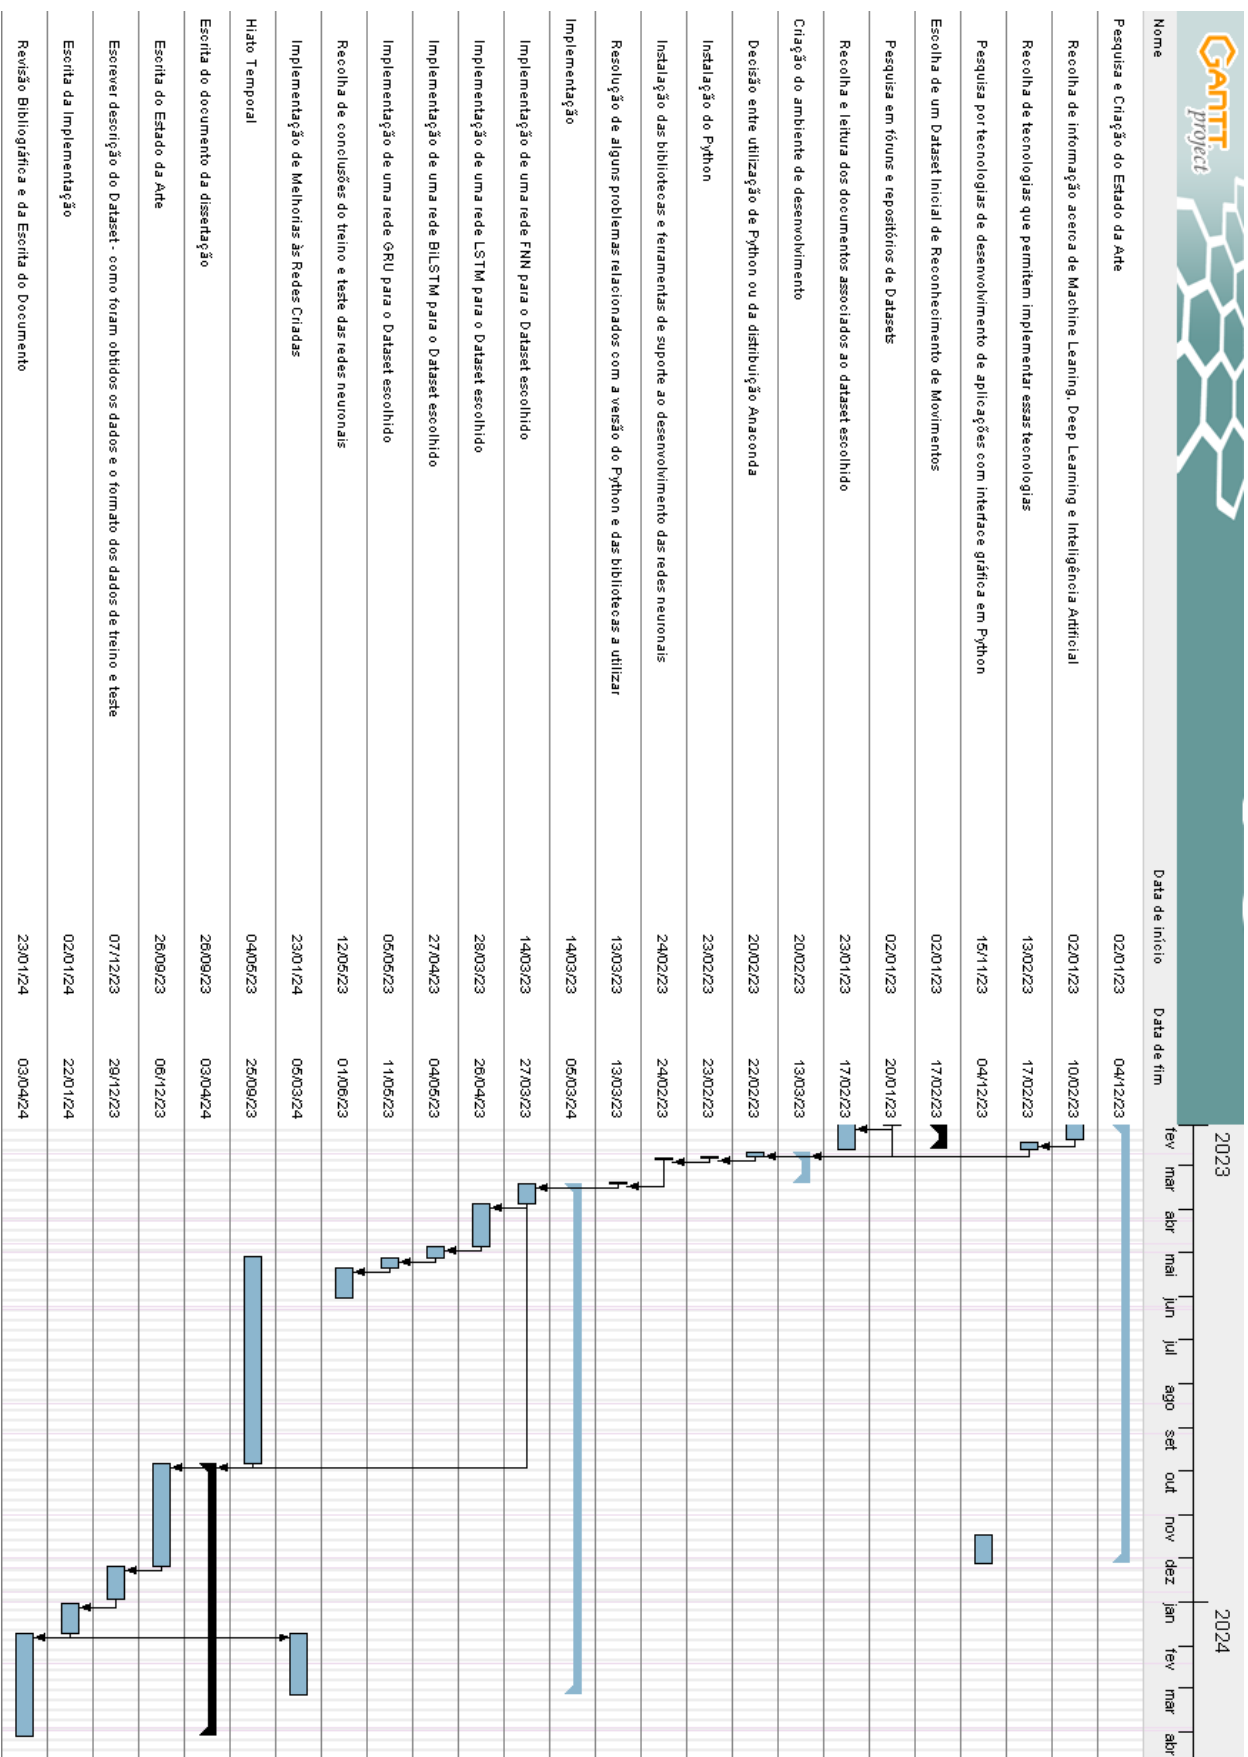 GANTT
project
2023
2024
Nome Data de início Data de fim fev mar abr mai jun jul ago set out nov dez jan fev mar abr
Pesquisa e Criação do Estado da Arte 02/01/23 04/12/23
Recolha de informação acerca de Machine Leaning, Deep Learning e Inteligência Artificial 02/01/23 10/02/23
Recolha de tecnologias que permitem implementar essas tecnologias 13/02/23 17/02/23
Pesquisa por tecnologias de desenvolvimento de aplicações com interface gráfica em Python 15/11/23 04/12/23
Escolha de um Dataset Inicial de Reconhecimento de Movimentos 02/01/23 17/02/23
Pesquisa em fóruns e repositórios de Datasets 02/01/23 20/01/23
Recolha e leitura dos documentos associados ao dataset escolhido 23/01/23 17/02/23
Criação do ambiente de desenvolvimento 20/02/23 13/03/23
Decisão entre utilização de Python ou da distribuição Anaconda 20/02/23 22/02/23
Instalação do Python 23/02/23 23/02/23
Instalação das bibliotecas e ferramentas de suporte ao desenvolvimento das redes neuronais 24/02/23 24/02/23
Resolução de alguns problemas relacionados com a versão do Python e das bibliotecas a utilizar 13/03/23 13/03/23
Implementação 14/03/23 05/03/24
Implementação de uma rede FNN para o Dataset escolhido 14/03/23 27/03/23
Implementação de uma rede LSTM para o Dataset escolhido 28/03/23 26/04/23
Implementação de uma rede BiLSTM para o Dataset escolhido 27/04/23 04/05/23
Implementação de uma rede GRU para o Dataset escolhido 05/05/23 11/05/23
Recolha de conclusões do treino e teste das redes neuronais 12/05/23 01/06/23
Implementação de Melhorias às Redes Criadas 23/01/24 05/03/24
Hiato Temporal 04/05/23 25/09/23
Escrita do documento da dissertação 26/09/23 03/04/24
Escrita do Estado da Arte 26/09/23 06/12/23
Escrever descrição do Dataset - como foram obtidos os dados e o formato dos dados de treino e teste 07/12/23 29/12/23
Escrita da Implementação 02/01/24 22/01/24
Revisão Bibliográfica e da Escrita do Documento 23/01/24 03/04/24